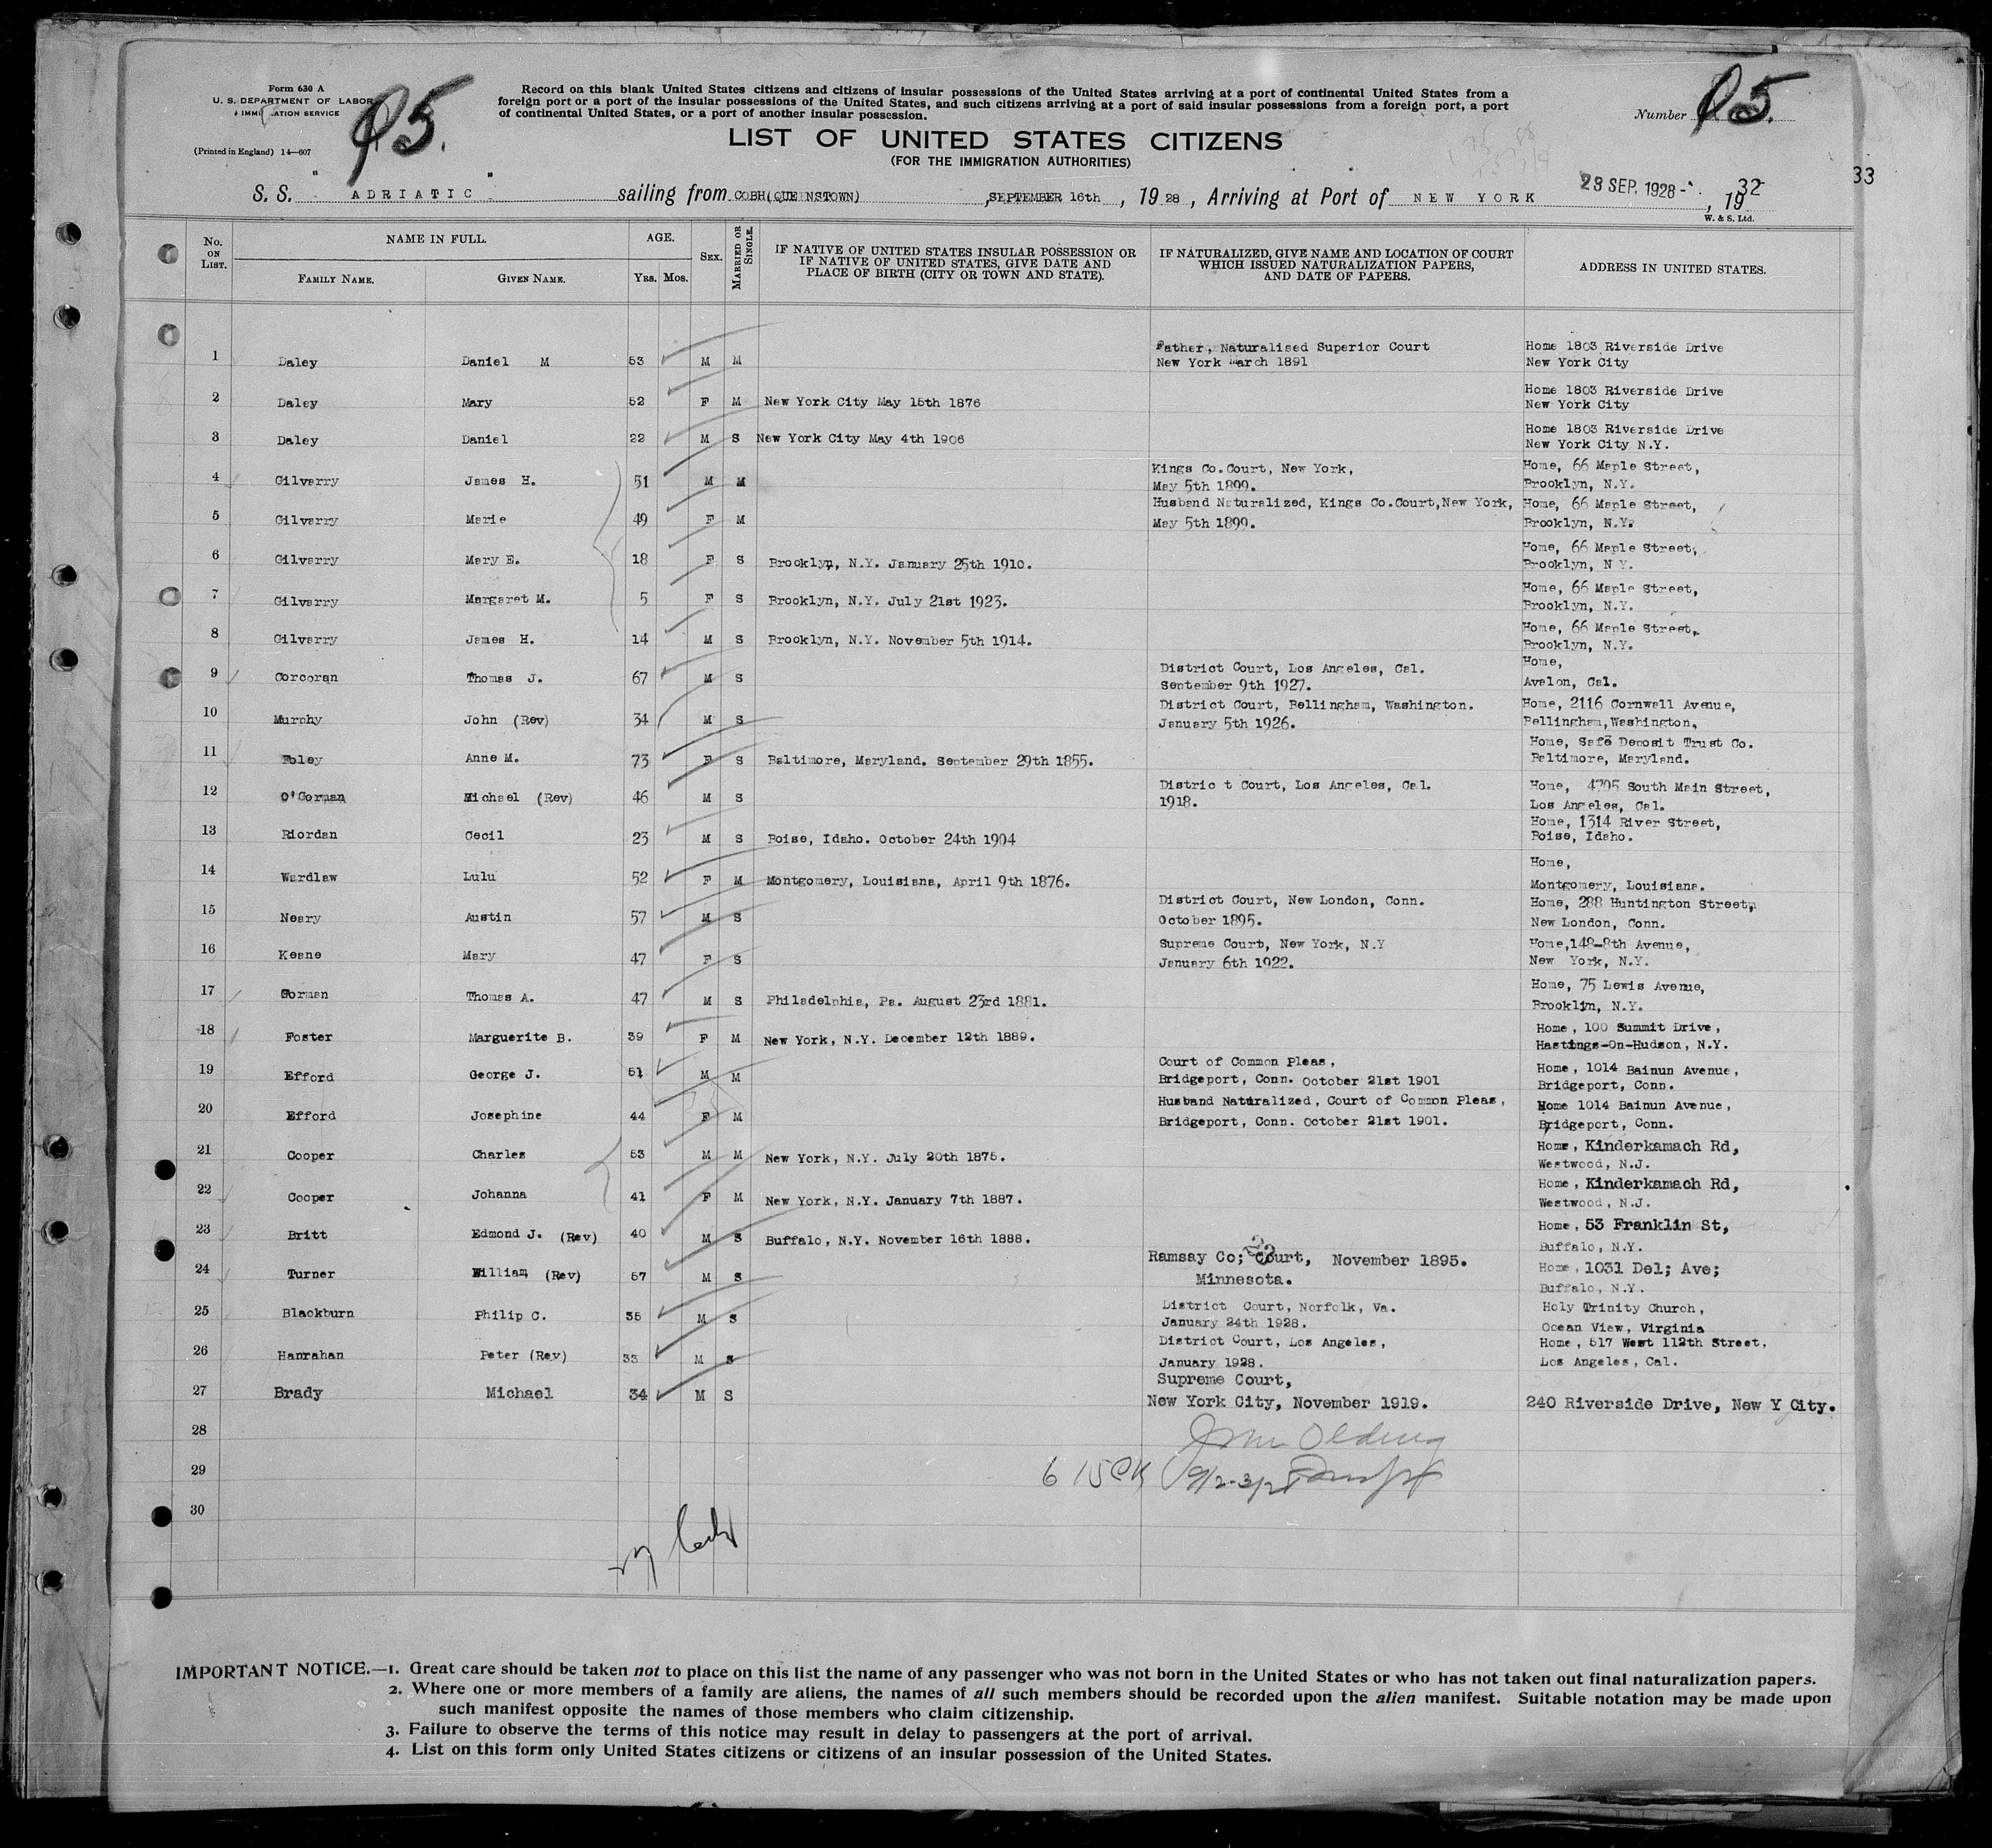 Form 630 A
U. S. DEPARTMENT OF LABOR
IMMIGRATION SERVICE
(Printed in England) 14—607
95.
Record on this blank United States citizens and citizens of insular possessions of the United States arriving at a port of continental United States from a
foreign port or a port of the insular possessions of the United States, and such citizens arriving at a port of said insular possessions from a foreign port, a port
of continental United States, or a port of another insular possession.
Number 95.
LIST OF UNITED STATES CITIZENS
(FOR THE IMMIGRATION AUTHORITIES)
S. S. " ADRIATIC " sailing from COBH(QUEENSTOWN) , SEPTEMBER 16th , 19 28 , Arriving at Port of NEW YORK 23 SEP. 1928 - , 19 32
33
W. & S. Ltd.
No. ON LIST. NAME IN FULL. FAMILY NAME. GIVEN NAME. AGE. YRS. MOS. SEX. MARRIED OR SINGLE. IF NATIVE OF UNITED STATES INSULAR POSSESSION OR IF NATIVE OF UNITED STATES, GIVE DATE AND PLACE OF BIRTH (CITY OR TOWN AND STATE). IF NATURALIZED, GIVE NAME AND LOCATION OF COURT WHICH ISSUED NATURALIZATION PAPERS, AND DATE OF PAPERS. ADDRESS IN UNITED STATES.
1 Daley Daniel M 53 M M Father, Naturalised Superior Court New York March 1891 Home 1803 Riverside Drive New York City
2 Daley Mary 52 F M New York City May 15th 1876 Home 1803 Riverside Drive New York City
3 Daley Daniel 22 M S New York City May 4th 1906 Home 1803 Riverside Drive New York City N.Y.
4 Gilvarry James H. 51 M M Kings Co.Court, New York, May 5th 1899. Home, 66 Maple Street, Brooklyn, N.Y.
5 Gilvarry Marie 49 F M Husband Naturalized, Kings Co.Court,New York, May 5th 1899. Home, 66 Maple Street, Brooklyn, N.Y.
6 Gilvarry Mary E. 18 F S Brooklyn, N.Y. January 25th 1910. Home, 66 Maple Street, Brooklyn, N Y.
7 Gilvarry Margaret M. 5 F S Brooklyn, N.Y. July 21st 1923. Home, 66 Maple Street, Brooklyn, N.Y.
8 Gilvarry James H. 14 M S Brooklyn, N.Y. November 5th 1914. Home, 66 Maple Street, Brooklyn, N.Y.
9 Corcoran Thomas J. 67 M S District Court, Los Angeles, Cal. September 9th 1927. Home, Avalon, Cal.
10 Murphy John (Rev) 34 M S District Court, Bellingham, Washington. January 5th 1926. Home, 2116 Cornwall Avenue, Bellingham,Washington.
11 Foley Anne M. 73 F S Baltimore, Maryland. September 29th 1855. Home, Safe Deposit Trust Co. Baltimore, Maryland.
12 O'Gorman Michael (Rev) 46 M S Distric t Court, Los Angeles, Cal. 1918. Home, 4705 South Main Street, Los Angeles, Cal.
13 Riordan Cecil 23 M S Boise, Idaho. October 24th 1904 Home, 1314 River Street, Boise, Idaho.
14 Wardlaw Lulu 52 F M Montgomery, Louisiana, April 9th 1876. Home, Montgomery, Louisiana.
15 Neary Austin 57 M S District Court, New London, Conn. October 1895. Home, 288 Huntington Street, New London, Conn.
16 Keane Mary 47 F S Supreme Court, New York, N.Y January 6th 1922. Home,148-8th Avenue, New York, N.Y.
17 Gorman Thomas A. 47 M S Philadelphia, Pa. August 23rd 1881. Home, 75 Lewis Avenue, Brooklyn, N.Y.
18 Foster Marguerite B. 39 F M New York, N.Y. December 12th 1889. Home, 100 Summit Drive, Hastings-On-Hudson, N.Y.
19 Efford George J. 51 M M Court of Common Pleas, Bridgeport, Conn. October 21st 1901 Home, 1014 Bainun Avenue, Bridgeport, Conn.
20 Efford Josephine 44 F M Husband Naturalized, Court of Common Pleas, Bridgeport, Conn. October 21st 1901. Home 1014 Bainun Avenue, Bridgeport, Conn.
21 Cooper Charles 53 M M New York, N.Y. July 20th 1875. Home, Kinderkamach Rd, Westwood, N.J.
22 Cooper Johanna 41 F M New York, N.Y. January 7th 1887. Home, Kinderkamach Rd, Westwood, N.J.
23 Britt Edmond J. (Rev) 40 M S Buffalo, N.Y. November 16th 1888. Home, 53 Franklin St, Buffalo, N.Y.
24 Turner William (Rev) 57 M S Ramsay Co; Court, November 1895. Minnesota. Home, 1031 Del; Ave; Buffalo, N.Y.
25 Blackburn Philip C. 35 M S District Court, Norfolk, Va. January 24th 1928. Holy Trinity Church, Ocean View, Virginia
26 Hanrahan Peter (Rev) 33 M S District Court, Los Angeles, January 1928. Home, 517 West 112th Street, Los Angeles, Cal.
27 Brady Michael 34 M S Supreme Court, New York City, November 1919. 240 Riverside Drive, New Y City.
28
29
30
IMPORTANT NOTICE.—1. Great care should be taken not to place on this list the name of any passenger who was not born in the United States or who has not taken out final naturalization papers.
2. Where one or more members of a family are aliens, the names of all such members should be recorded upon the alien manifest. Suitable notation may be made upon
such manifest opposite the names of those members who claim citizenship.
3. Failure to observe the terms of this notice may result in delay to passengers at the port of arrival.
4. List on this form only United States citizens or citizens of an insular possession of the United States.